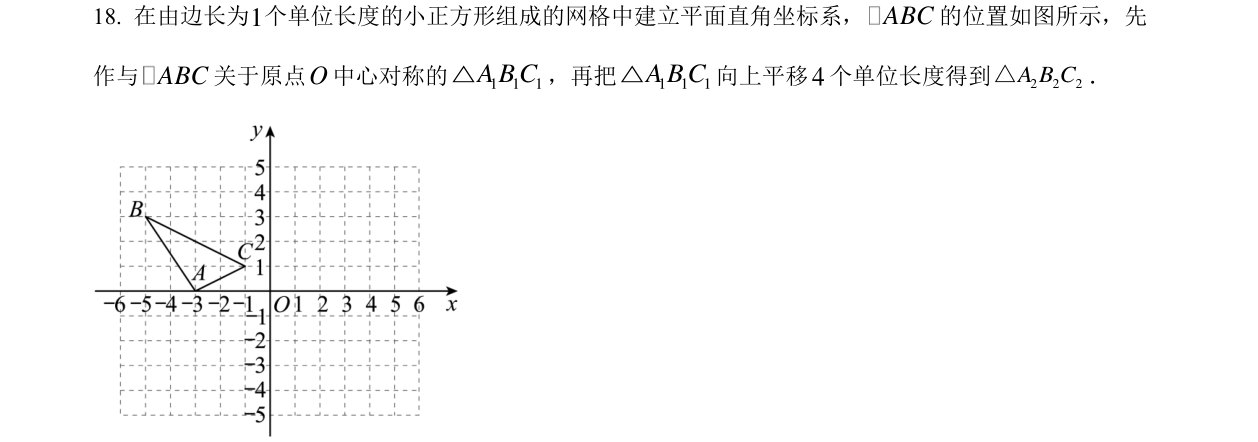 18. 在由边长为1个单位长度的小正方形组成的网格中建立平面直角坐标系，□ABC 的位置如图所示，先
作与□ABC 关于原点O 中心对称的 △A₁B₁C₁，再把 △A₁B₁C₁ 向上平移 4 个单位长度得到△A₂B₂C₂．
y
5
4
B
3
C 2
A 1
−6 −5 −4 −3 −2 −1 O 1 2 3 4 5 6 x
−1
−2
−3
−4
−5